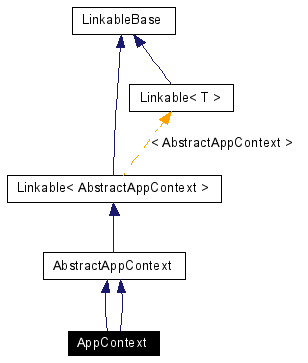 LinkableBase
Linkable< T >
< AbstractAppContext >
Linkable< AbstractAppContext >
AbstractAppContext
AppContext